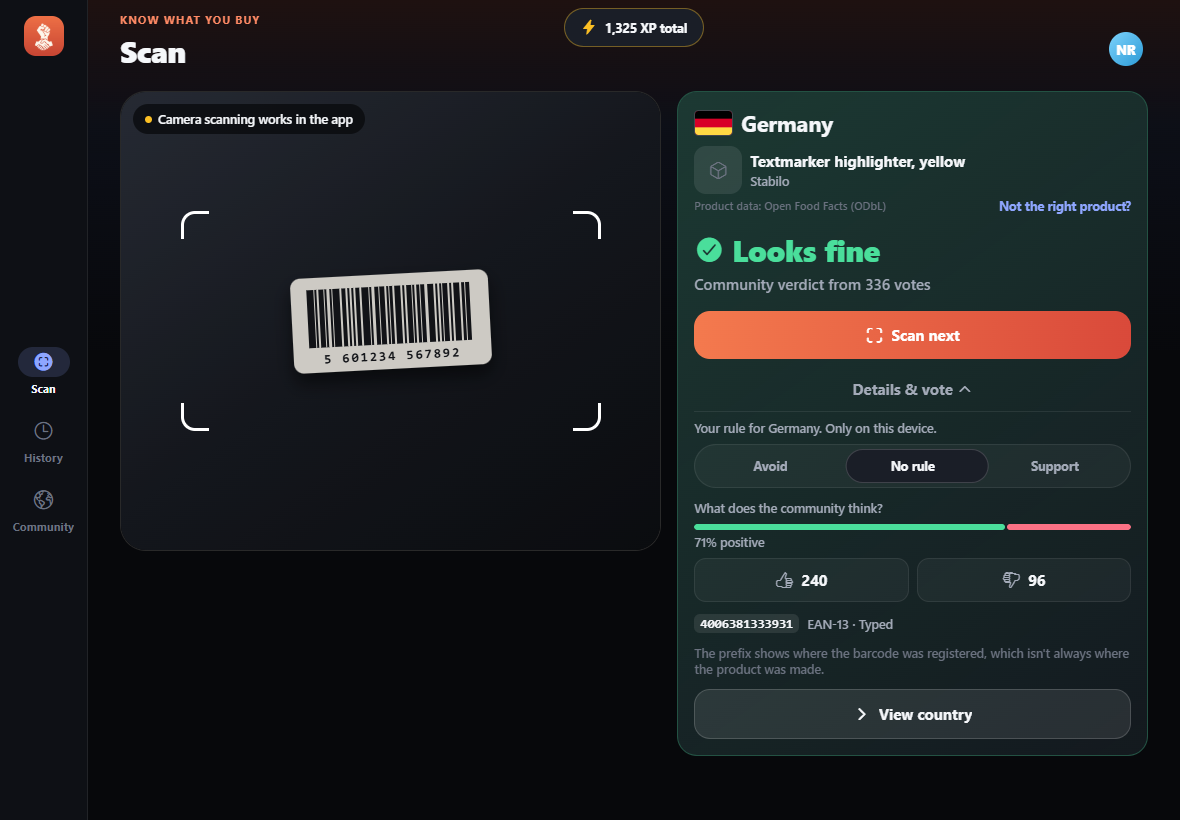 KNOW WHAT YOU BUY
Scan
1,325 XP total
NR
Camera scanning works in the app
5 601234 567892
Scan
History
Community
Germany
Textmarker highlighter, yellow
Stabilo
Product data: Open Food Facts (ODbL)
Not the right product?
Looks fine
Community verdict from 336 votes
Scan next
Details & vote
Your rule for Germany. Only on this device.
Avoid
No rule
Support
What does the community think?
71% positive
240
96
4006381333931 EAN-13 · Typed
The prefix shows where the barcode was registered, which isn't always where
the product was made.
View country